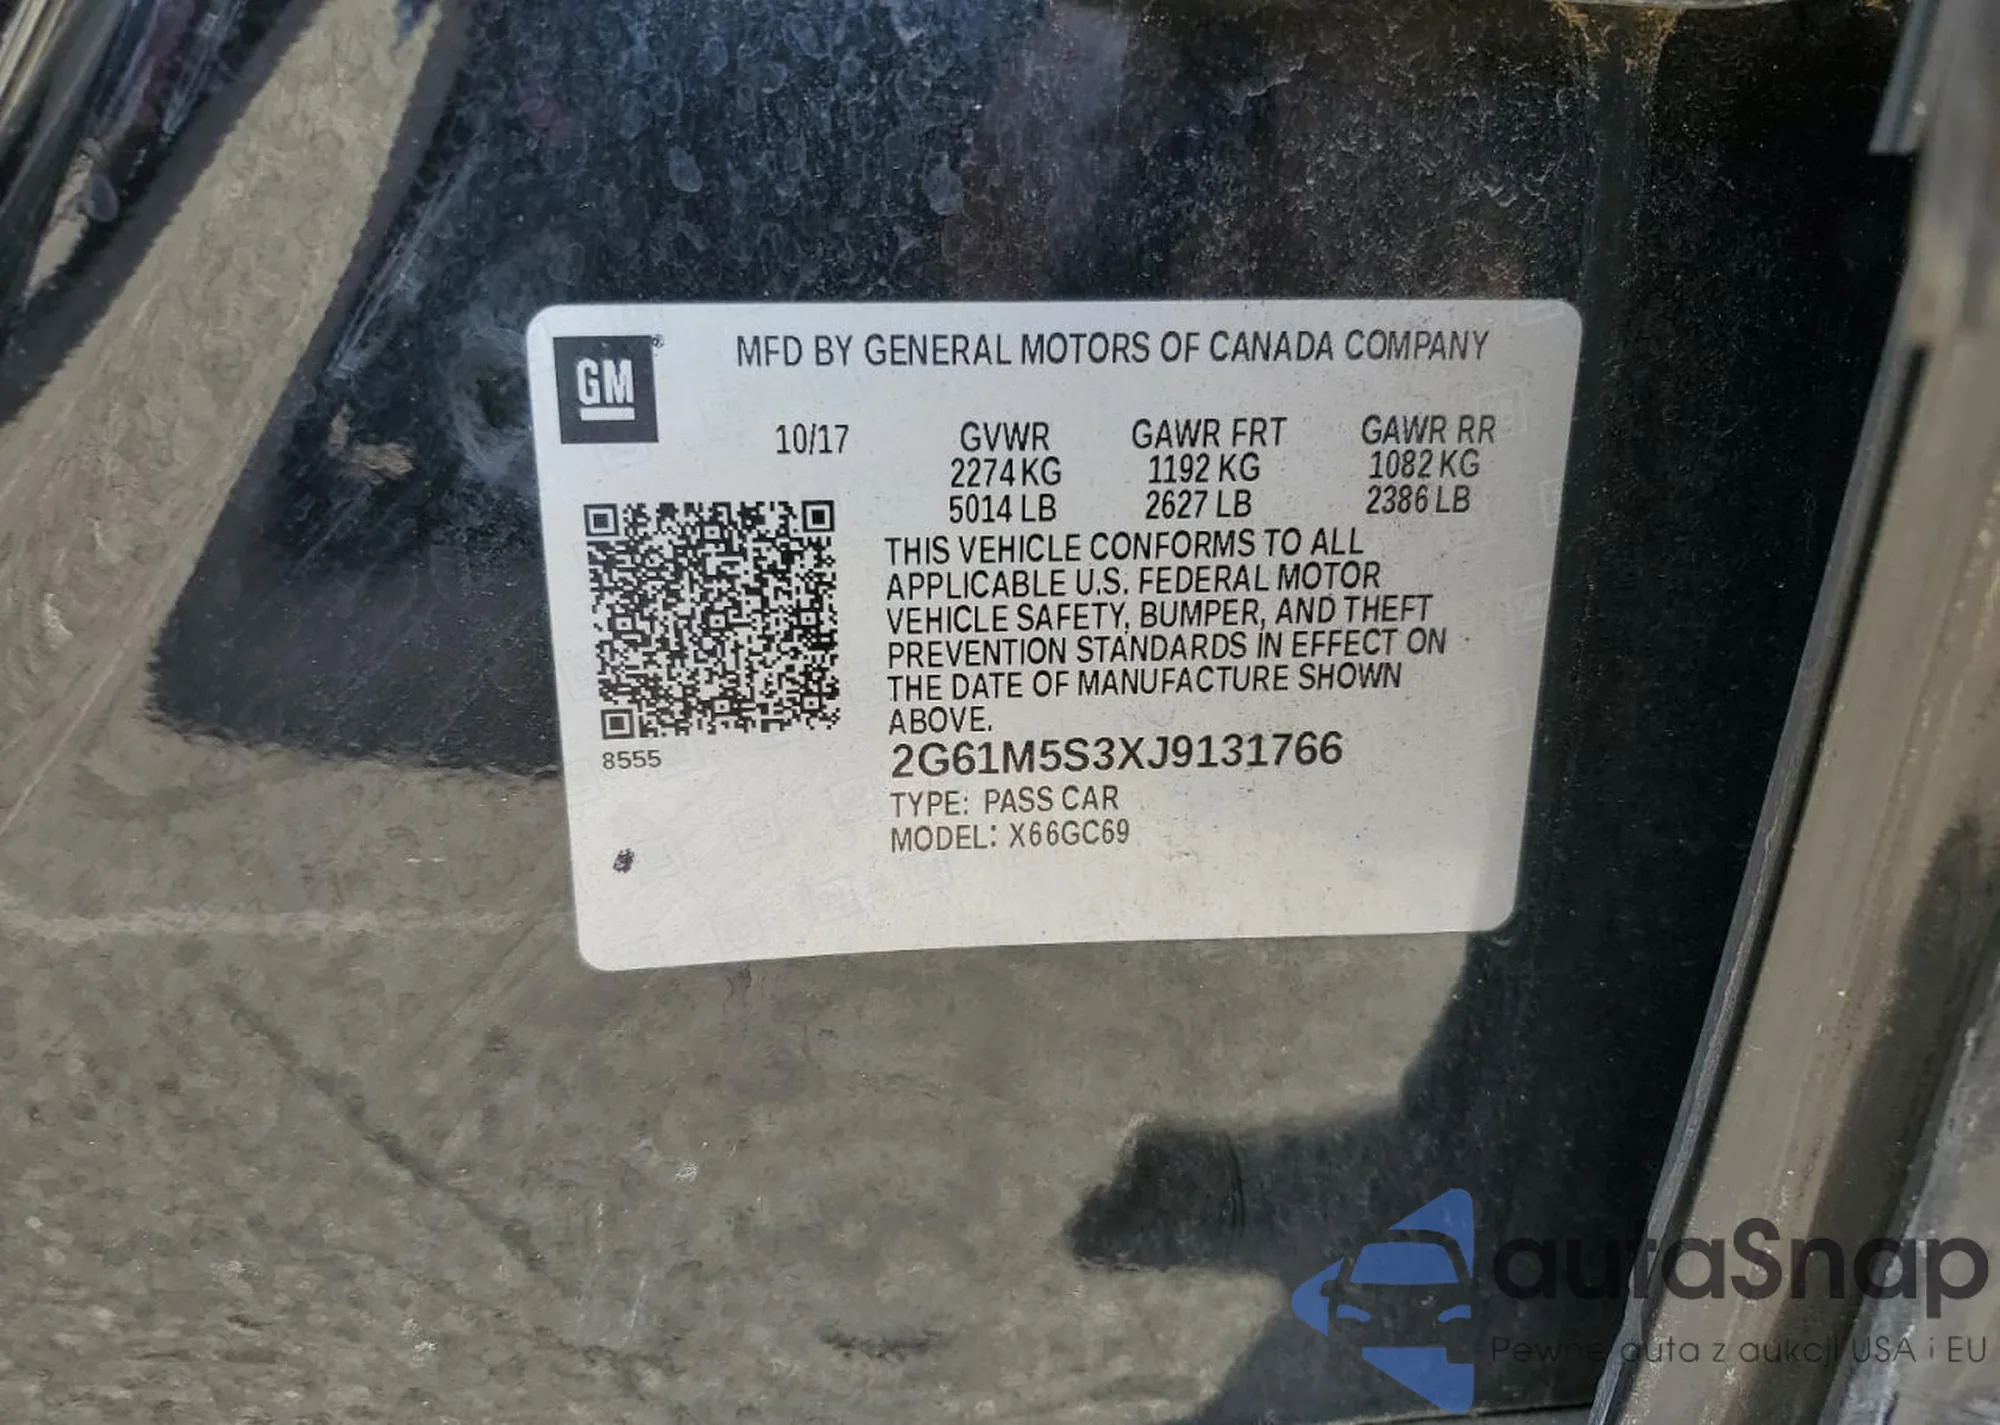 GM®
MFD BY GENERAL MOTORS OF CANADA COMPANY
10/17 GVWR GAWR FRT GAWR RR
2274 KG 1192 KG 1082 KG
5014 LB 2627 LB 2386 LB
THIS VEHICLE CONFORMS TO ALL
APPLICABLE U.S. FEDERAL MOTOR
VEHICLE SAFETY, BUMPER, AND THEFT
PREVENTION STANDARDS IN EFFECT ON
THE DATE OF MANUFACTURE SHOWN
ABOVE.
8555
2G61M5S3XJ9131766
TYPE: PASS CAR
MODEL: X66GC69
autaSnap
Pewne auta z aukcji USA i EU